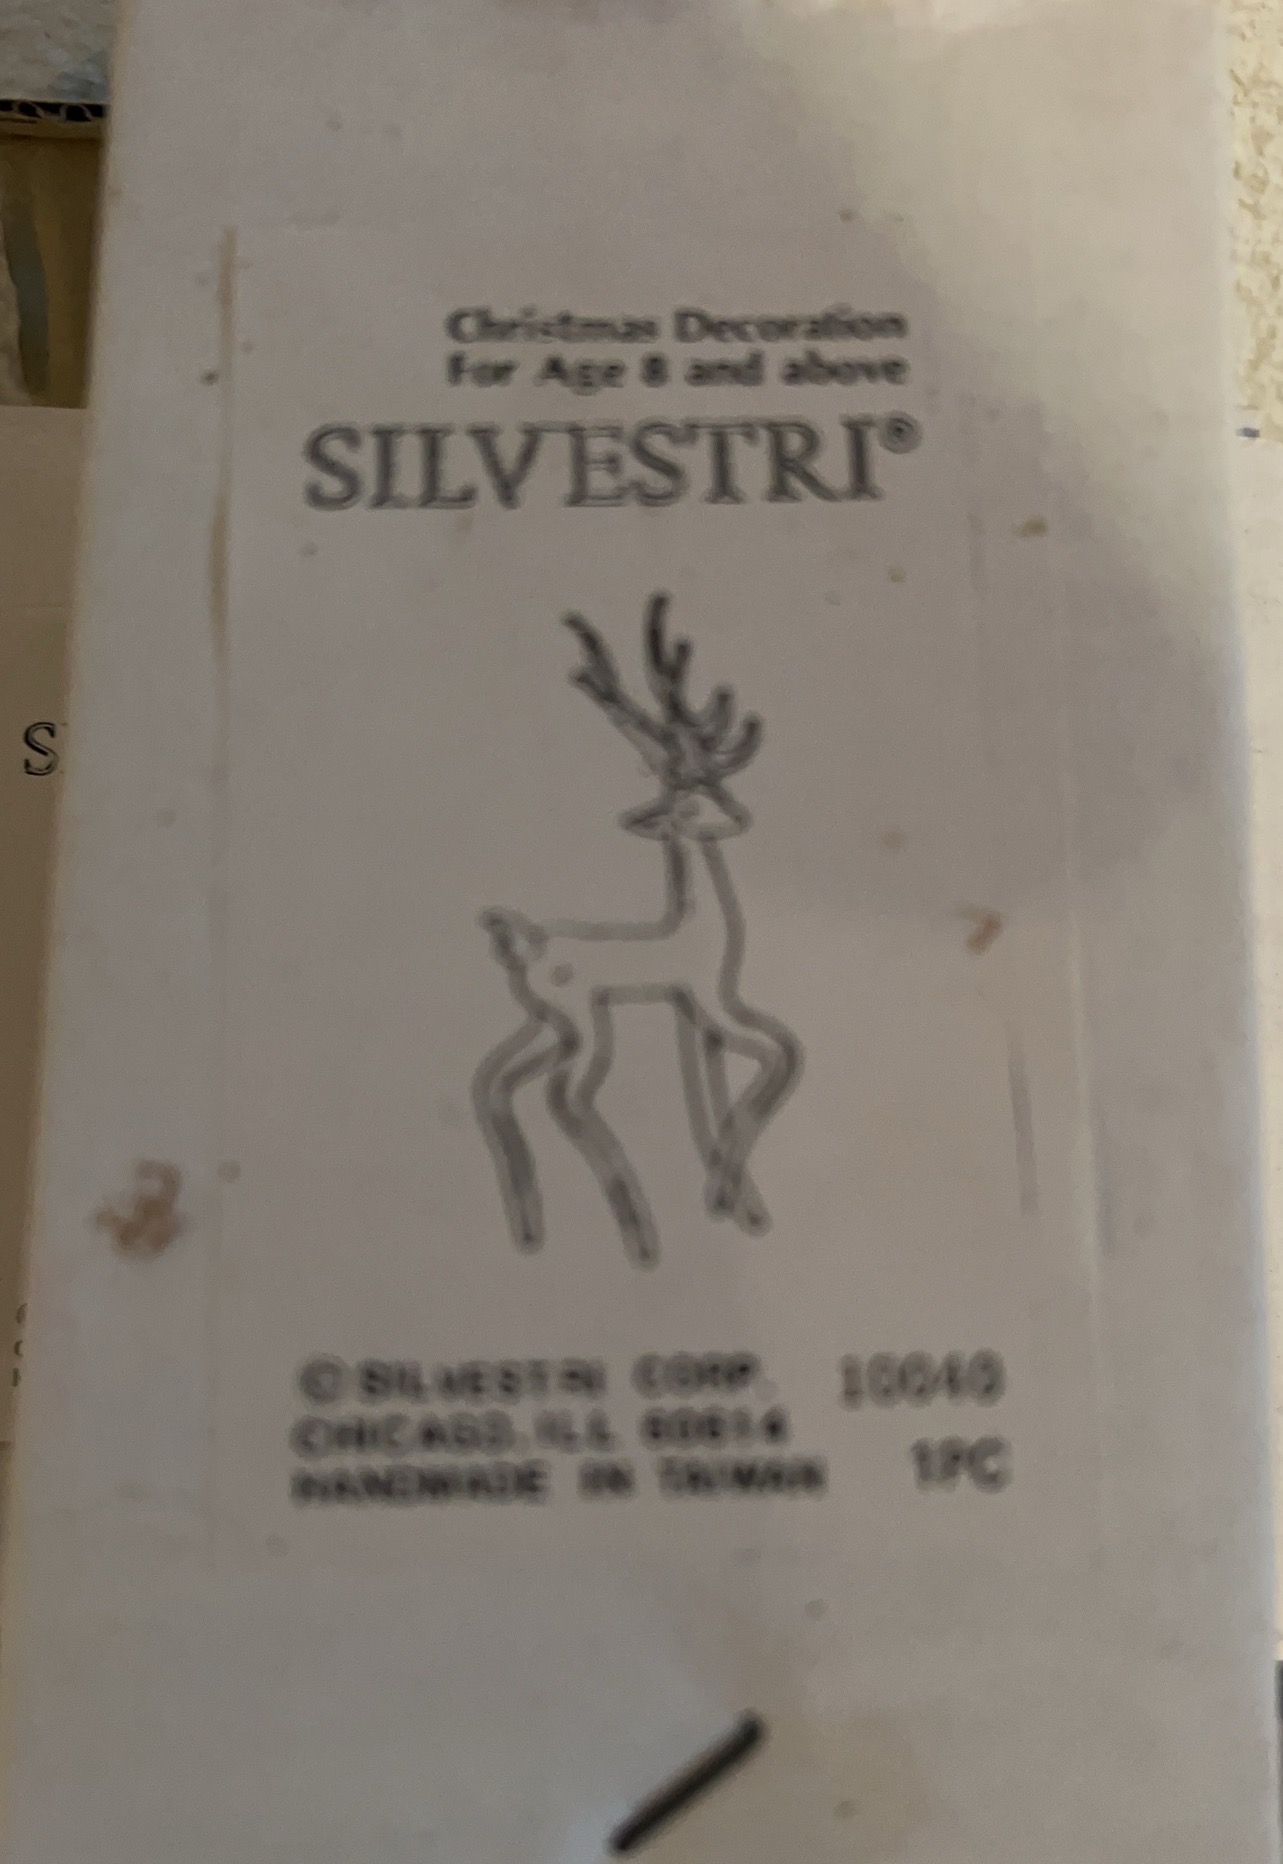 Christmas Decoration
For Age 8 and above
SILVESTRI®
© SILVESTRI CORP. 10040
CHICAGO, ILL 60614
1PC
HANDMADE IN TAIWAN
S